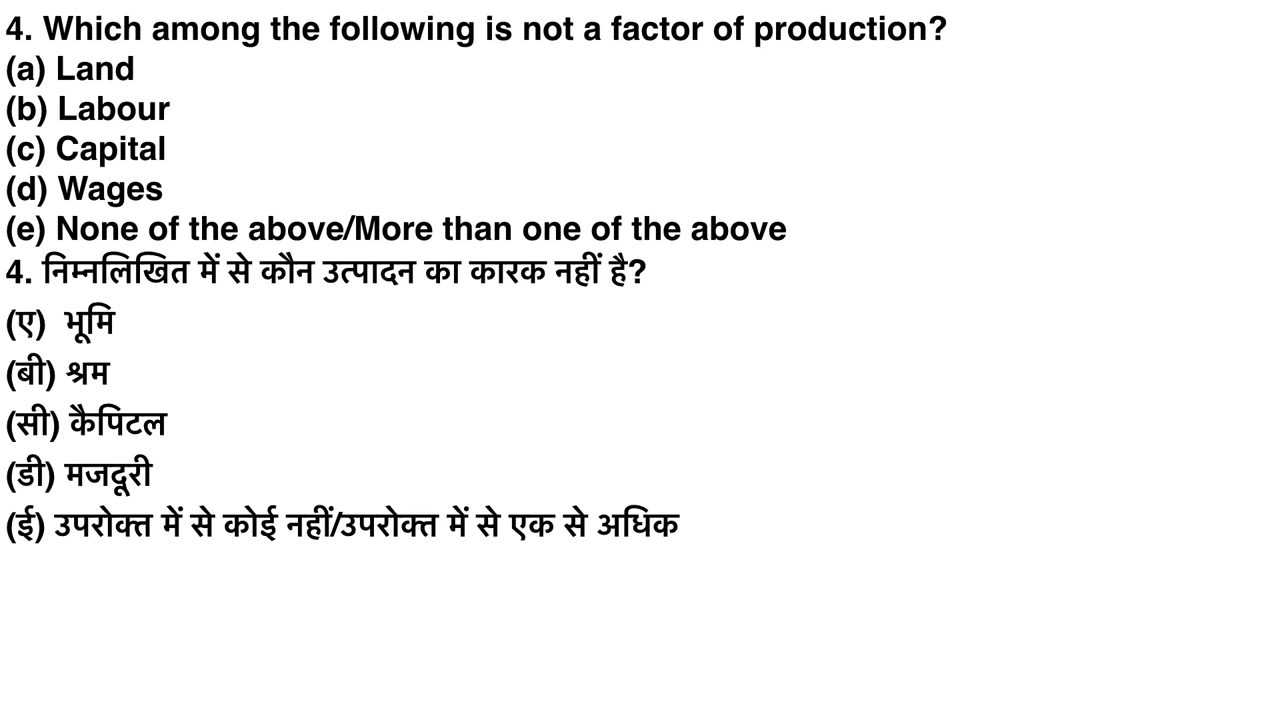 4. Which among the following is not a factor of production?
(a) Land
(b) Labour
(c) Capital
(d) Wages
(e) None of the above/More than one of the above
4. निम्नलिखित में से कौन उत्पादन का कारक नहीं है?
(ए)  भूमि
(बी) श्रम
(सी) कैपिटल
(डी) मजदूरी
(ई) उपरोक्त में से कोई नहीं/उपरोक्त में से एक से अधिक